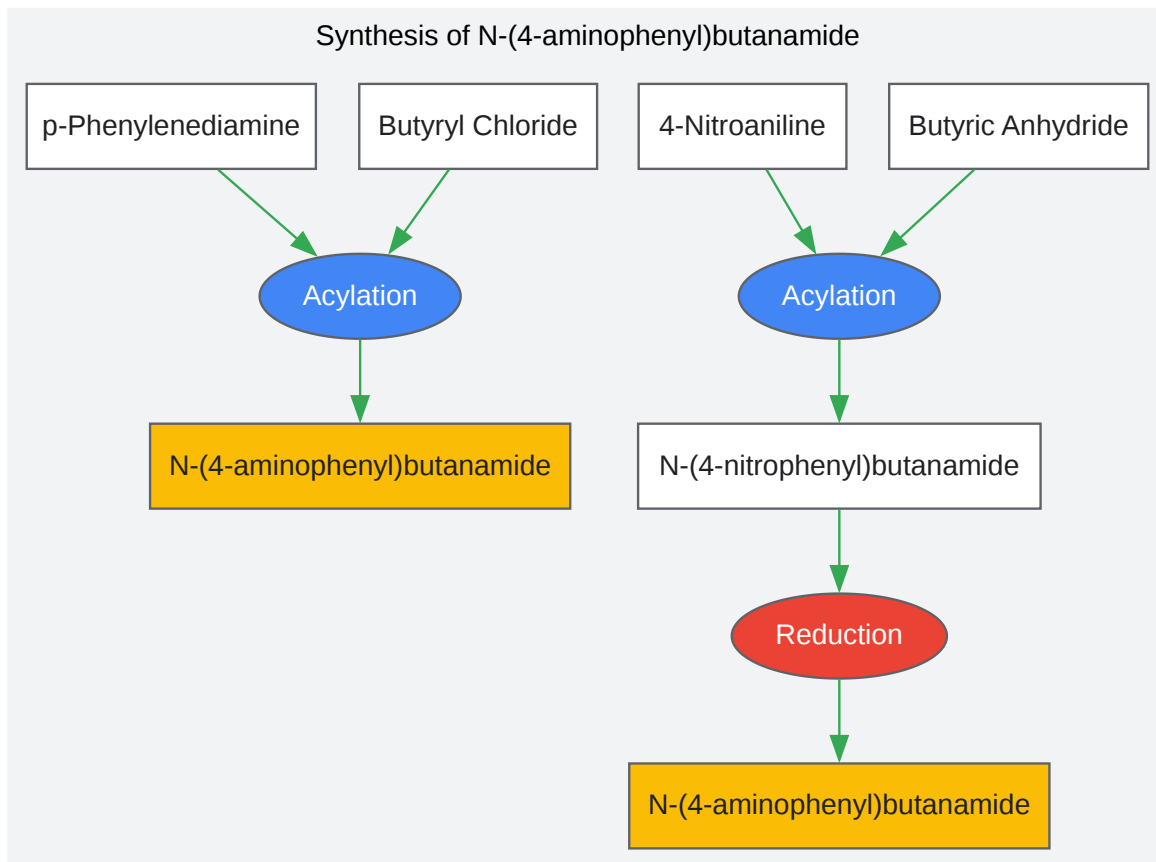 Synthesis of N-(4-aminophenyl)butanamide
p-Phenylenediamine
Butyryl Chloride
4-Nitroaniline
Butyric Anhydride
Acylation
Acylation
N-(4-aminophenyl)butanamide
N-(4-nitrophenyl)butanamide
Reduction
N-(4-aminophenyl)butanamide